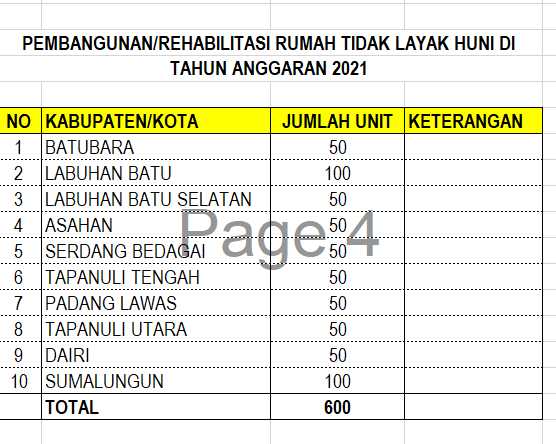 PEMBANGUNAN/REHABILITASI RUMAH TIDAK LAYAK HUNI DI
TAHUN ANGGARAN 2021
NO KABUPATEN/KOTA JUMLAH UNIT KETERANGAN
1 BATUBARA 50
2 LABUHAN BATU 100
3 LABUHAN BATU SELATAN 50
4 ASAHAN 50
5 SERDANG BEDAGAI 50
Page 4
6 TAPANULI TENGAH 50
7 PADANG LAWAS 50
8 TAPANULI UTARA 50
9 DAIRI 50
10 SUMALUNGUN 100
TOTAL 600